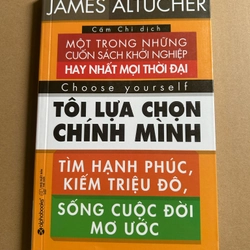 JAMES ALTUCHER
Cẩm Chi dịch
MỘT TRONG NHỮNG
CUỐN SÁCH KHỞI NGHIỆP
HAY NHẤT MỌI THỜI ĐẠI
Choose yourself
TÔI LỰA CHỌN
CHÍNH MÌNH
TÌM HẠNH PHÚC,
KIẾM TRIỆU ĐÔ,
SỐNG CUỘC ĐỜI
MƠ ƯỚC
alphabooks